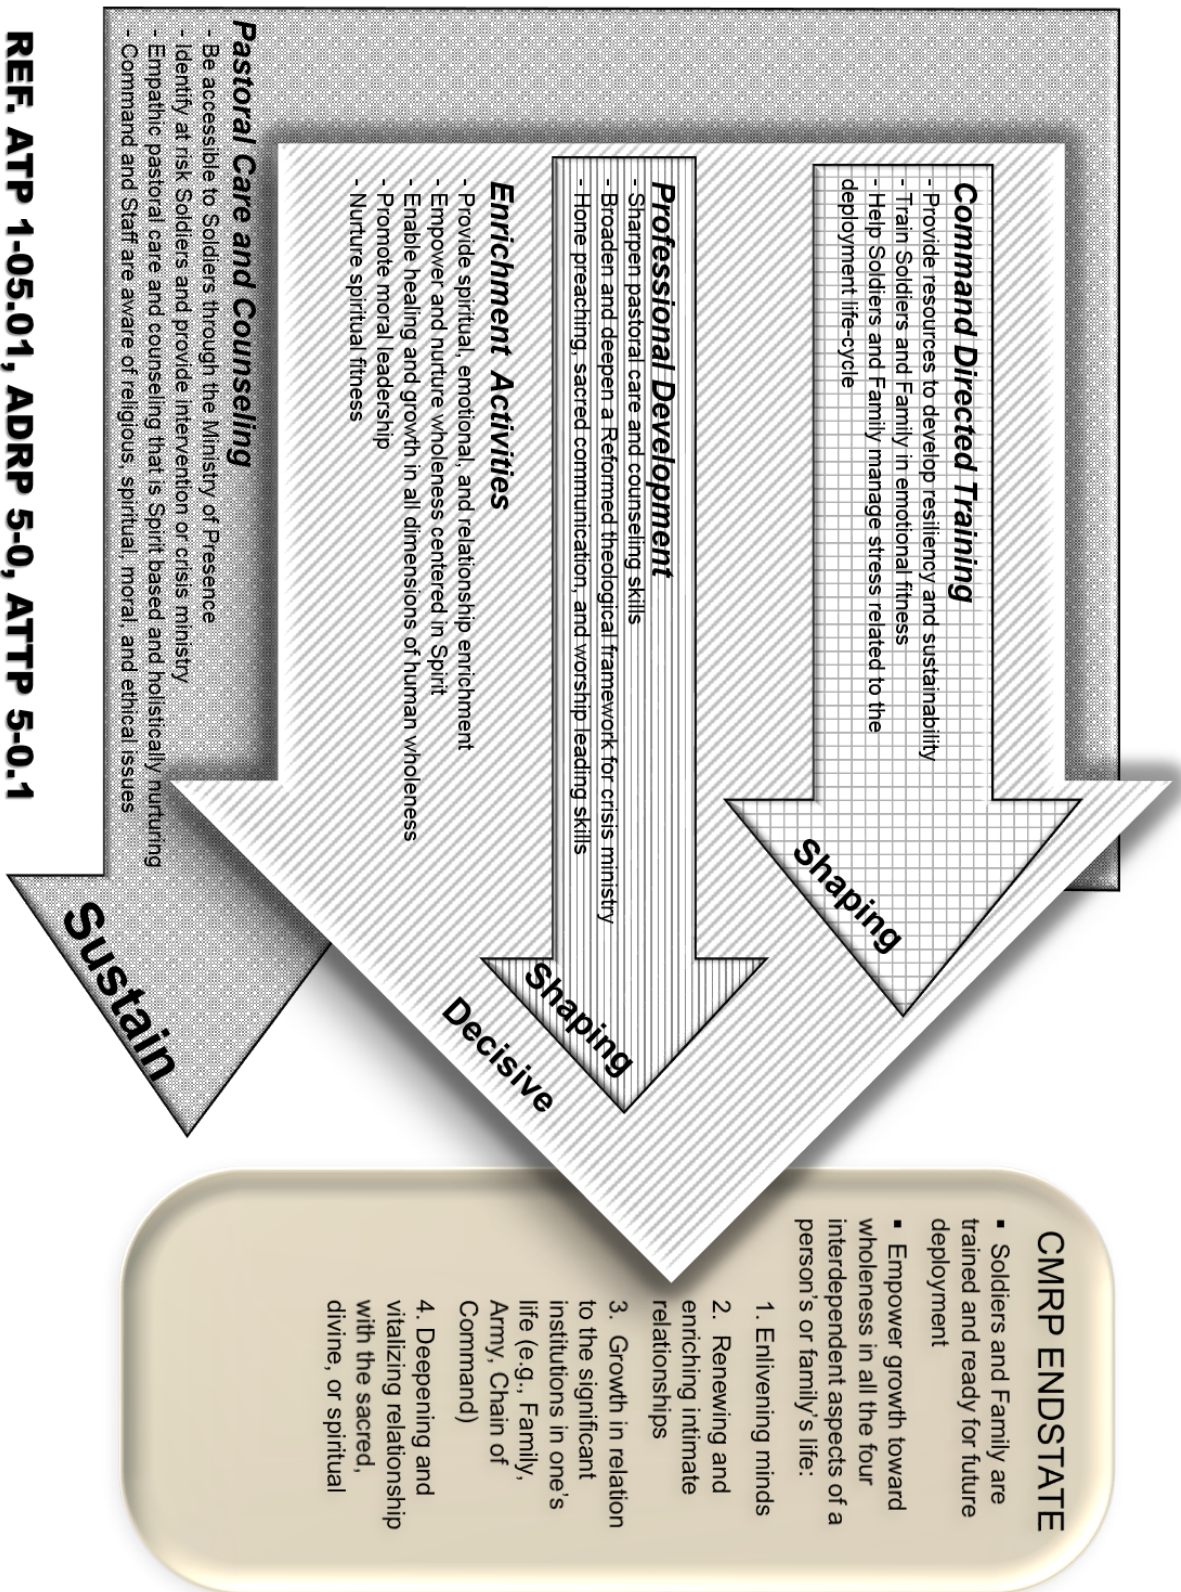 Command Directed Training
- Provide resources to develop resiliency and sustainability
- Train Soldiers and Family in emotional fitness
- Help Soldiers and Family manage stress related to the
deployment life-cycle
Shaping
Professional Development
- Sharpen pastoral care and counseling skills
- Broaden and deepen a Reformed theological framework for crisis ministry
- Hone preaching, sacred communication, and worship leading skills
Shaping
Enrichment Activities
- Provide spiritual, emotional, and relationship enrichment
- Empower and nurture wholeness centered in Spirit
- Enable healing and growth in all dimensions of human wholeness
- Promote moral leadership
- Nurture spiritual fitness
Decisive
Pastoral Care and Counseling
- Be accessible to Soldiers through the Ministry of Presence
- Identify at risk Soldiers and provide intervention or crisis ministry
- Empathic pastoral care and counseling that is Spirit based and holistically nurturing
- Command and Staff are aware of religious, spiritual, moral, and ethical issues
Sustain
CMRP ENDSTATE
▪ Soldiers and Family are
trained and ready for future
deployment
▪ Empower growth toward
wholeness in all the four
interdependent aspects of a
person's or family's life:
1. Enlivening minds
2. Renewing and
enriching intimate
relationships
3. Growth in relation
to the significant
institutions in one's
life (e.g., Family,
Army, Chain of
Command)
4. Deepening and
vitalizing relationship
with the sacred,
divine, or spiritual
REF. ATP 1-05.01, ADRP 5-0, ATTP 5-0.1